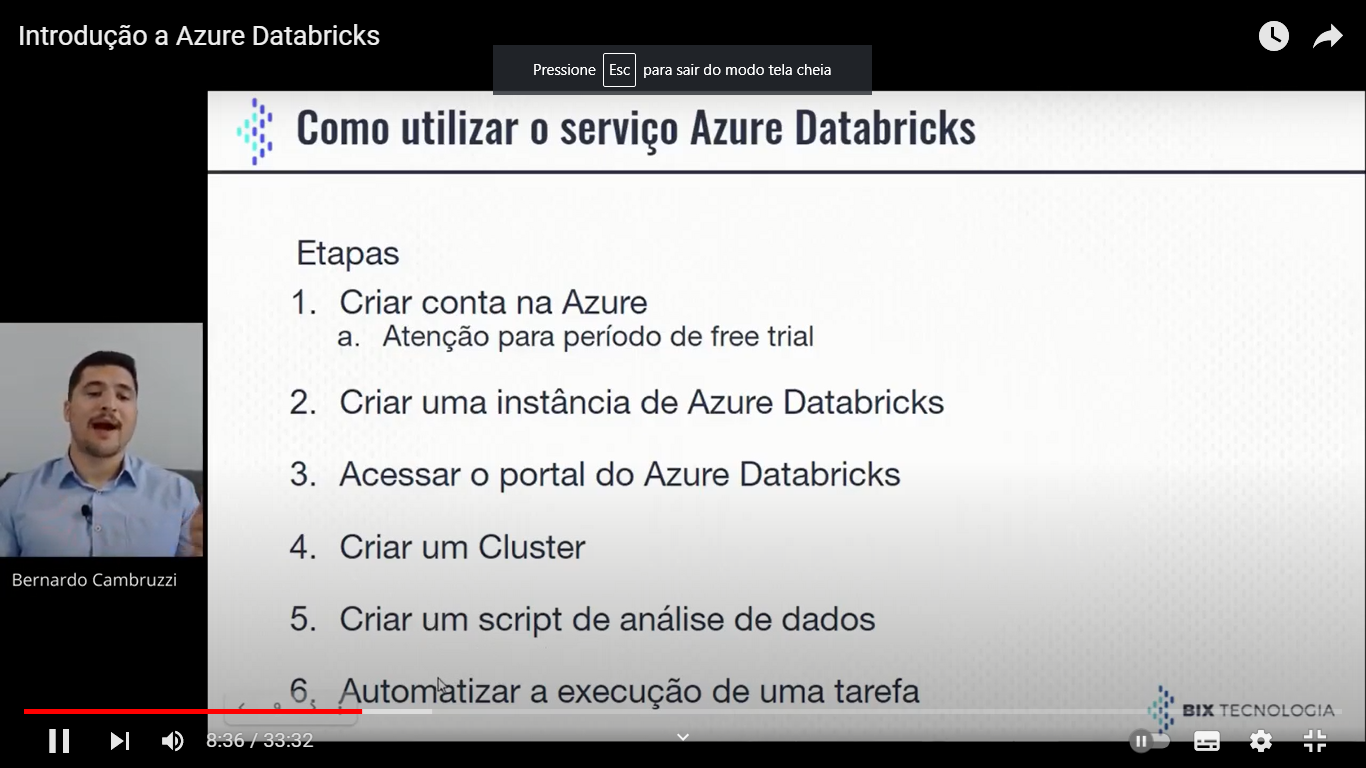 Introdução a Azure Databricks
Pressione Esc para sair do modo tela cheia
Como utilizar o serviço Azure Databricks
Etapas
1. Criar conta na Azure
a. Atenção para período de free trial
2. Criar uma instância de Azure Databricks
3. Acessar o portal do Azure Databricks
4. Criar um Cluster
5. Criar um script de análise de dados
6. Automatizar a execução de uma tarefa
Bernardo Cambruzzi
BIX TECNOLOGIA
8:36 / 33:32